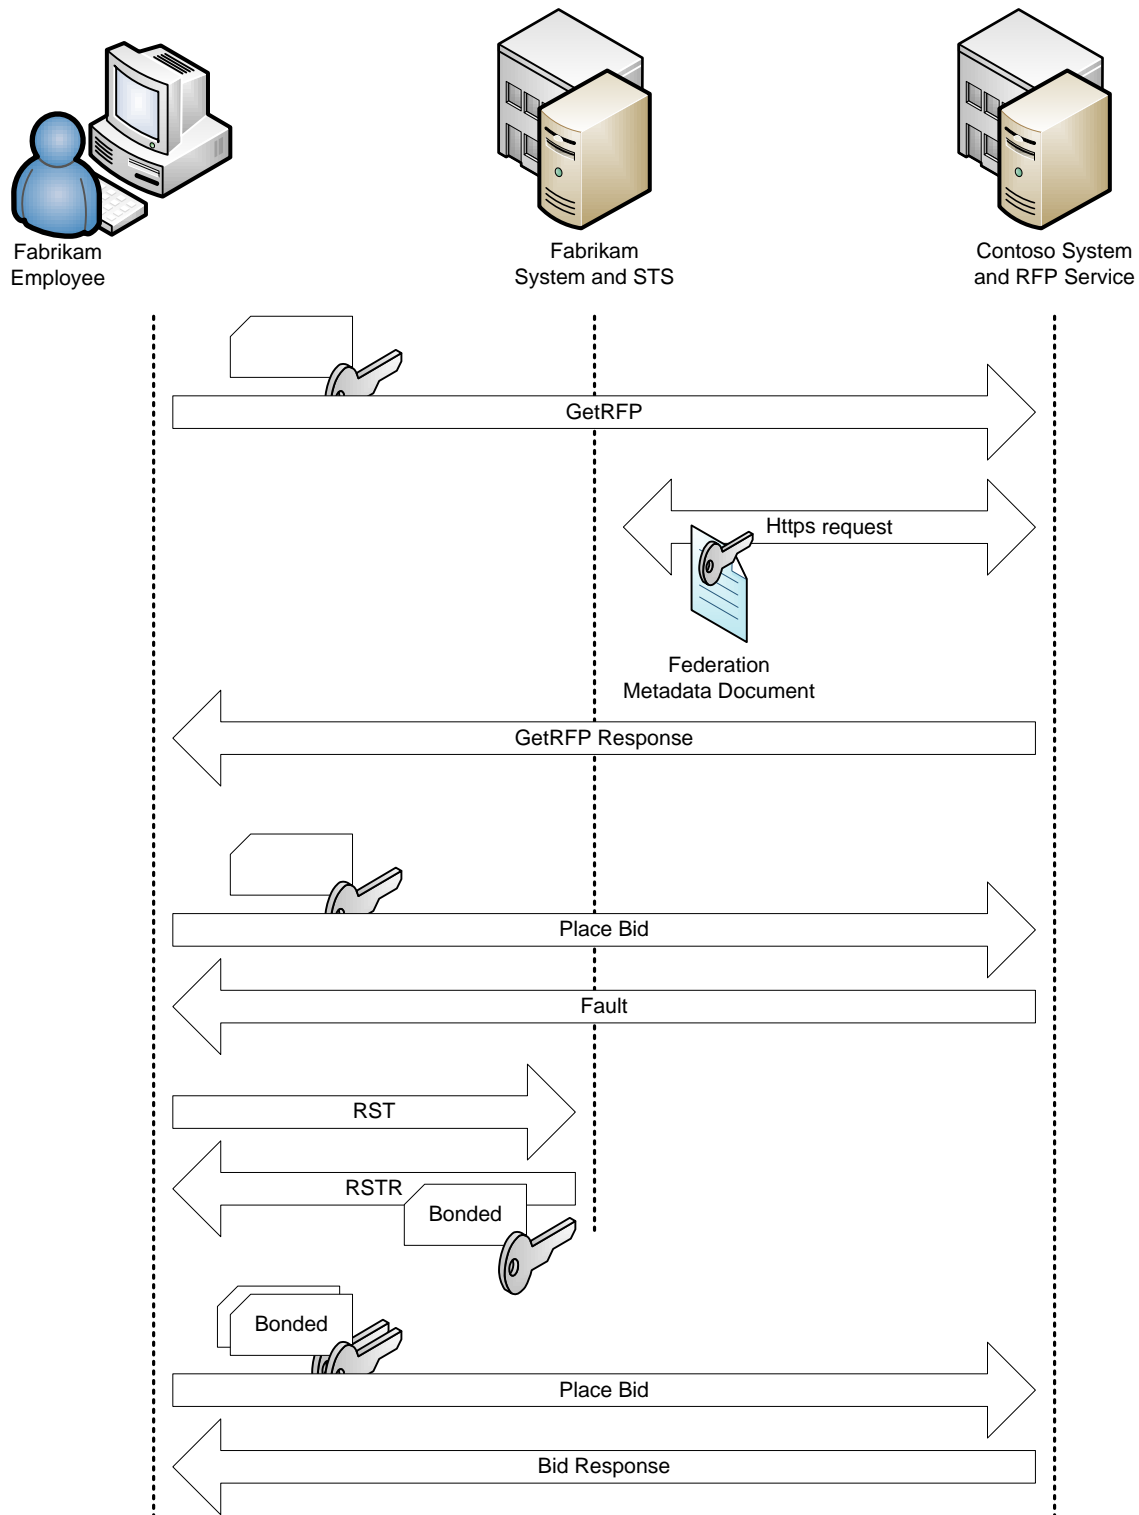 Fabrikam
Employee
Fabrikam
System and STS
Contoso System
and RFP Service
GetRFP
Https request
Federation
Metadata Document
GetRFP Response
Place Bid
Fault
RST
RSTR
Bonded
Bonded
Place Bid
Bid Response